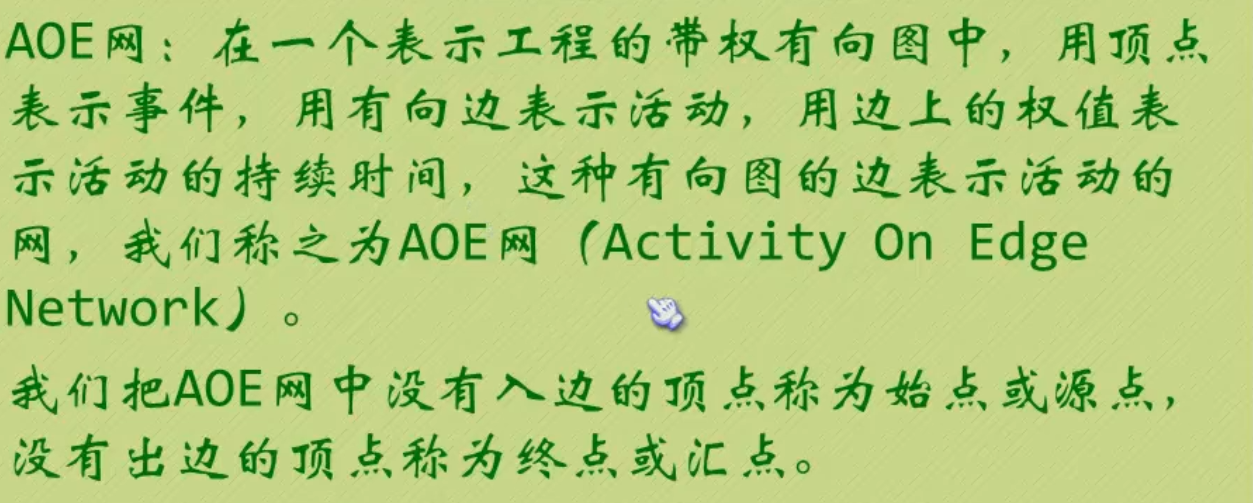 AOE网：在一个表示工程的带权有向图中，用顶点
表示事件，用有向边表示活动，用边上的权值表
示活动的持续时间，这种有向图的边表示活动的
网，我们称之为AOE网（Activity On Edge
Network）。
我们把AOE网中没有入边的顶点称为始点或源点，
没有出边的顶点称为终点或汇点。